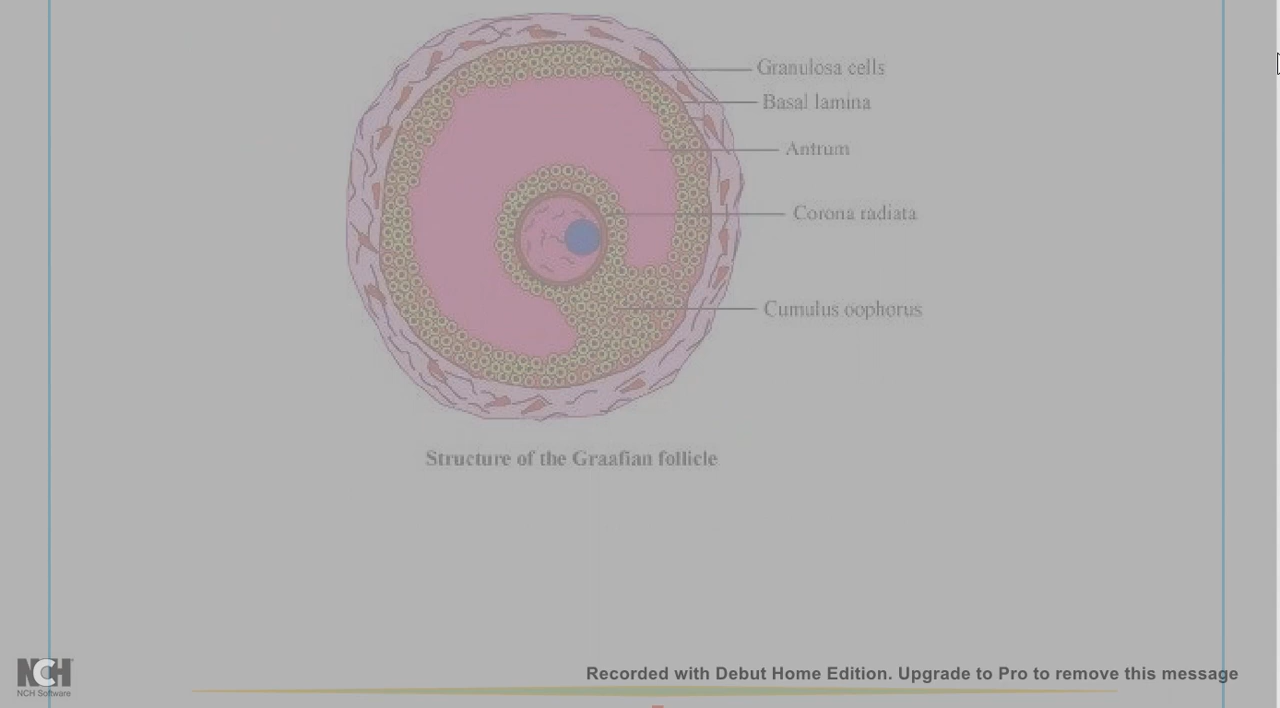 Granulosa cells
Basal lamina
Antrum
Corona radiata
Cumulus oophorus
Structure of the Graafian follicle
NCH
NCH Software
Recorded with Debut Home Edition. Upgrade to Pro to remove this message